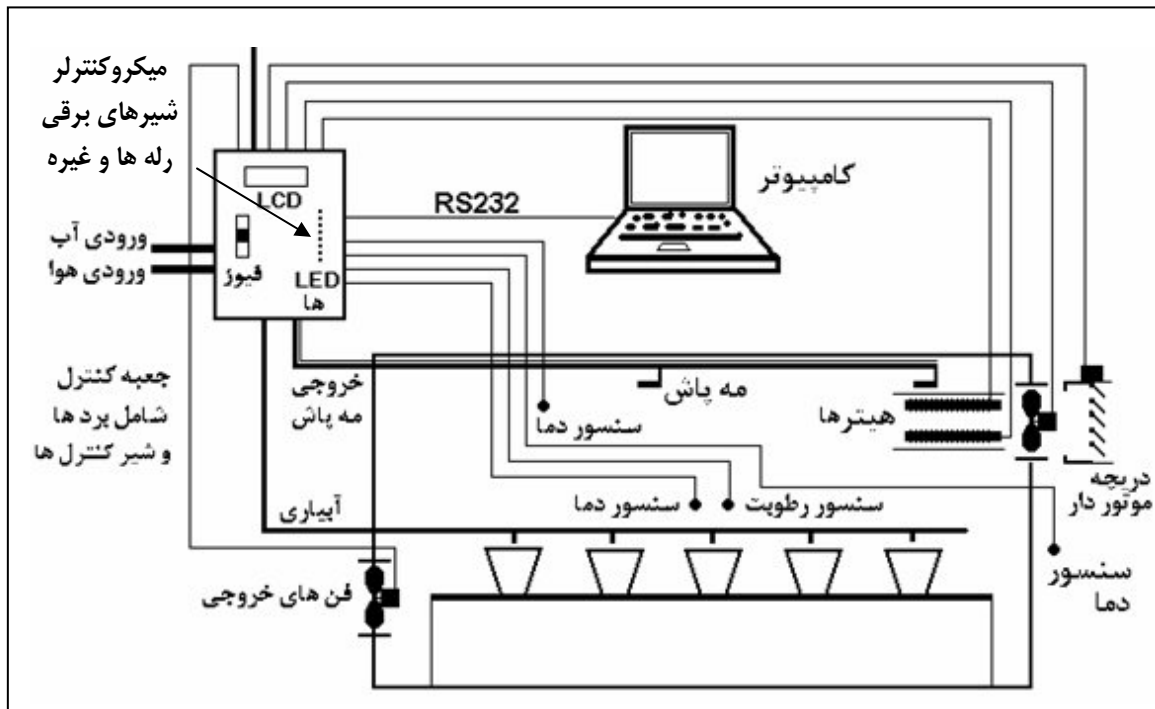 میکروکنترلر
شیرهای برقی
رله ها و غیره
LCD
RS232
کامپیوتر
ورودی آب
ورودی هوا
فیوز
LED
ها
جعبه کنترل
شامل برد ها
و شیر کنترل ها
خروجی
مه پاش
مه پاش
سنسور دما
هیترها
دریچه
موتور دار
سنسور دما
سنسور رطوبت
آبیاری
سنسور
دما
فن های خروجی